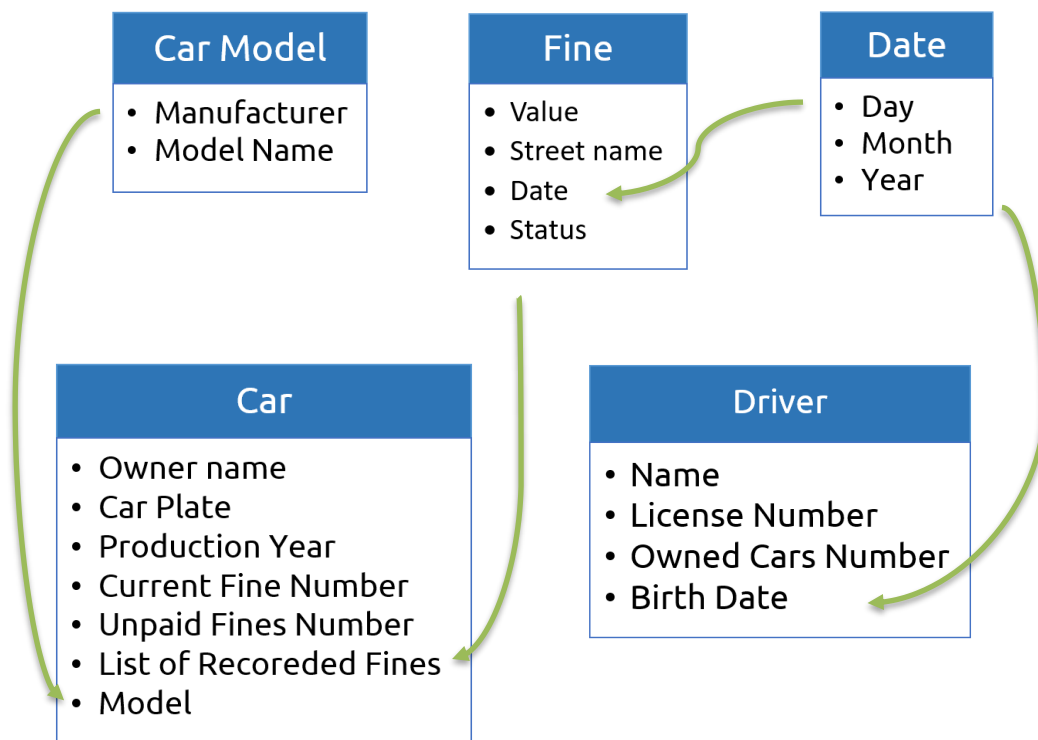 Car Model
• Manufacturer
• Model Name
Fine
• Value
• Street name
• Date
• Status
Date
• Day
• Month
• Year
Car
• Owner name
• Car Plate
• Production Year
• Current Fine Number
• Unpaid Fines Number
• List of Recoreded Fines
• Model
Driver
• Name
• License Number
• Owned Cars Number
• Birth Date